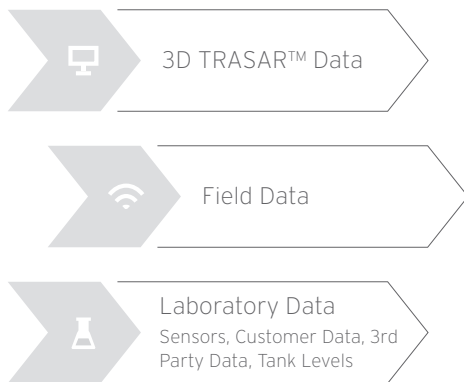 3D TRASAR™ Data
Field Data
Laboratory Data
Sensors, Customer Data, 3rd
Party Data, Tank Levels